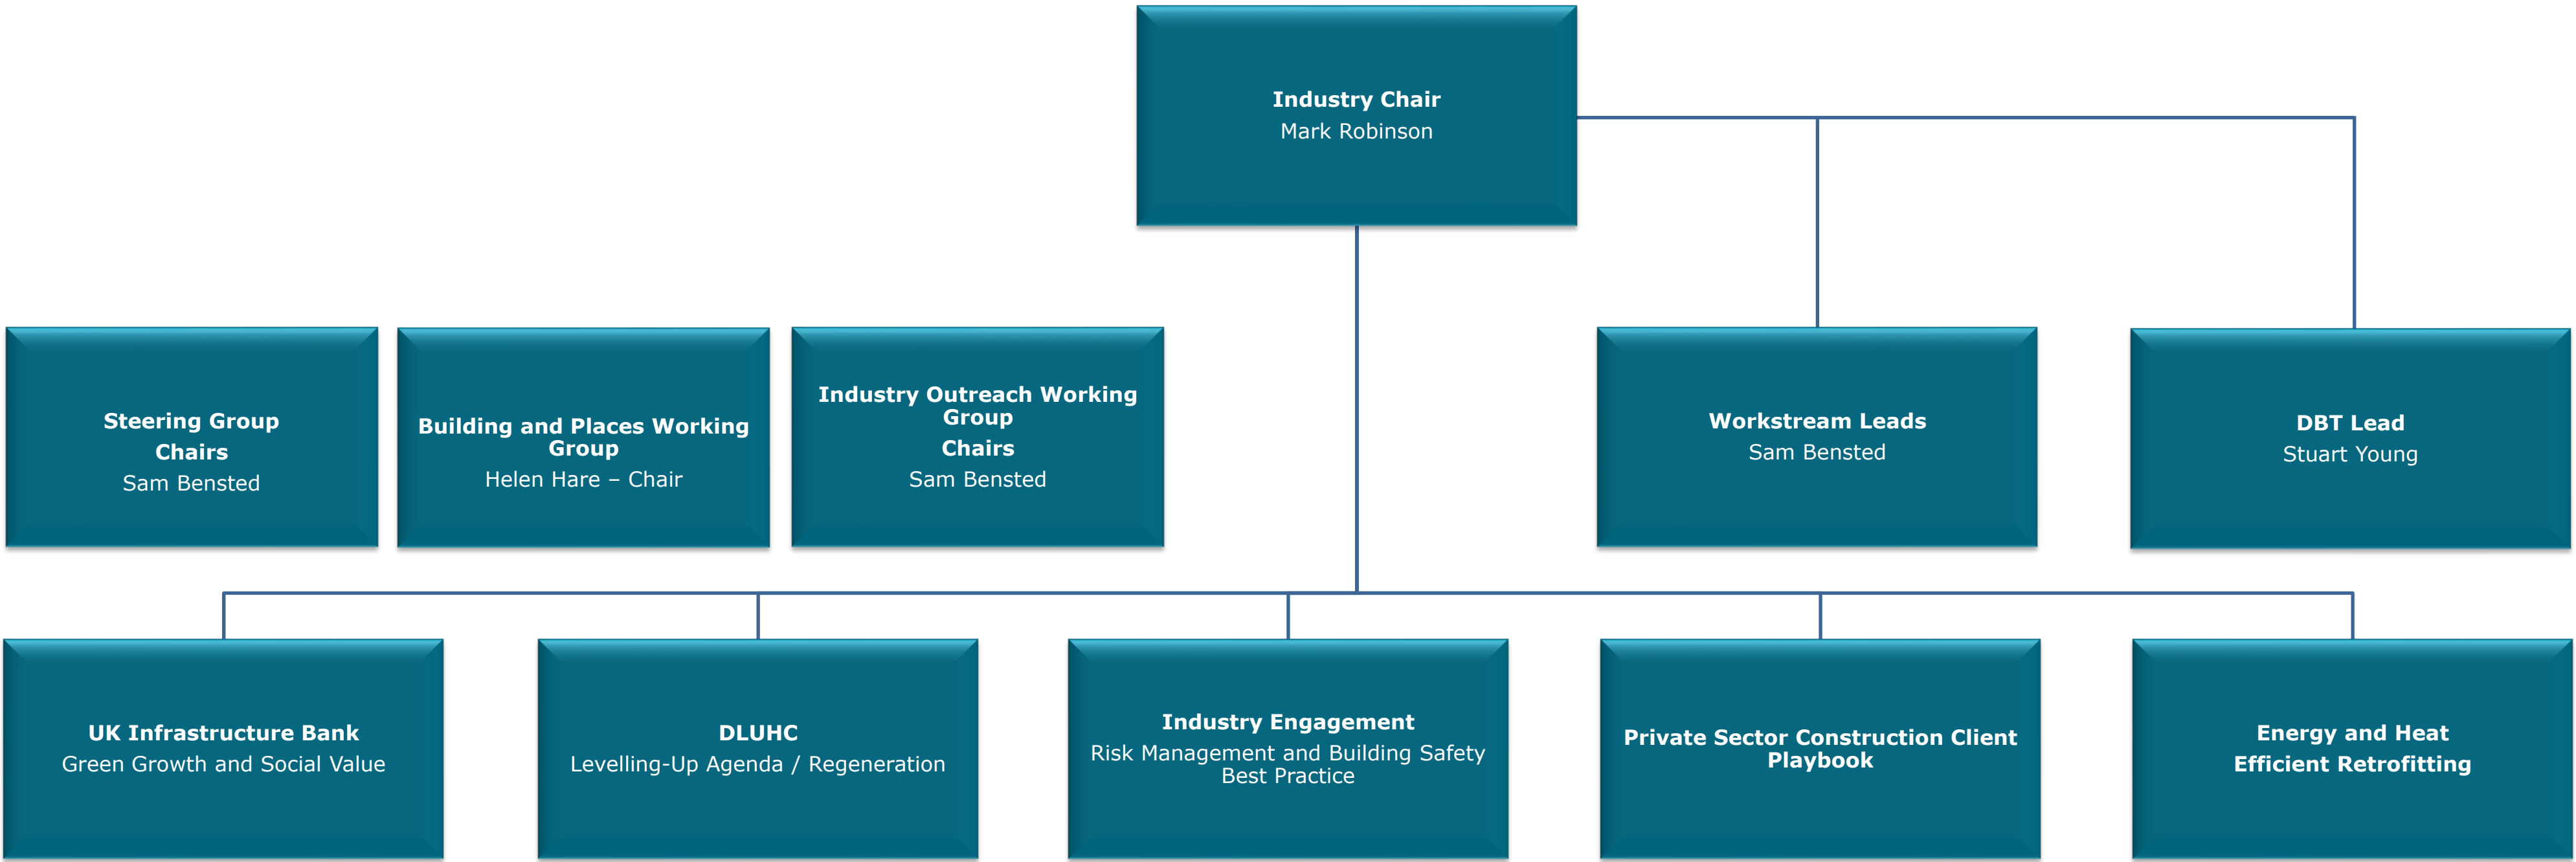 Industry Chair
Mark Robinson
Steering Group
Chairs
Sam Bensted
Building and Places Working
Group
Helen Hare – Chair
Industry Outreach Working
Group
Chairs
Sam Bensted
Workstream Leads
Sam Bensted
DBT Lead
Stuart Young
UK Infrastructure Bank
Green Growth and Social Value
DLUHC
Levelling-Up Agenda / Regeneration
Industry Engagement
Risk Management and Building Safety
Best Practice
Private Sector Construction Client
Playbook
Energy and Heat
Efficient Retrofitting